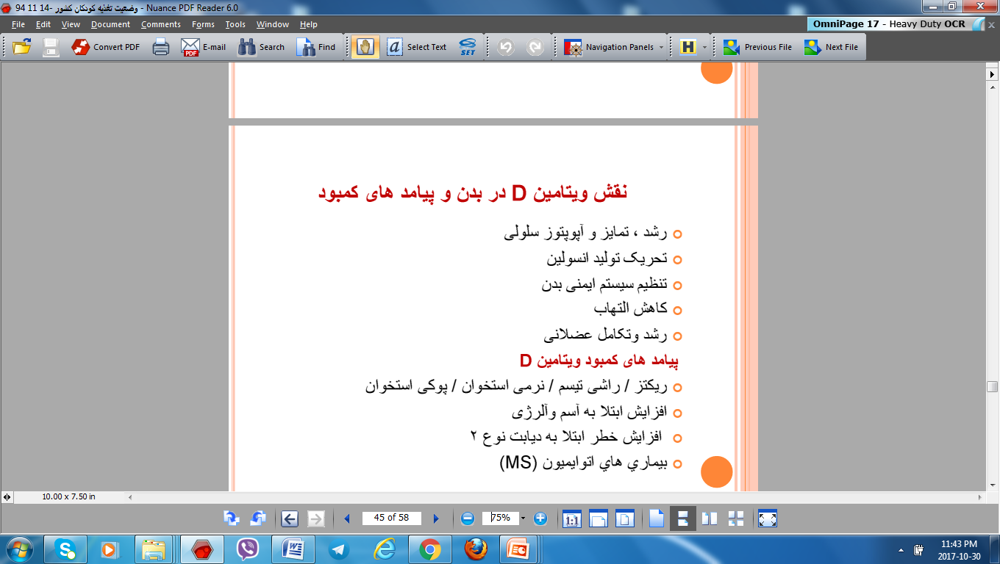 94 11 14- وضعیت تغذیه کودکان کشور - Nuance PDF Reader 6.0
File Edit View Document Comments Forms Tools Window Help
OmniPage 17 - Heavy Duty OCR
Convert PDF E-mail Search Find Select Text SET Navigation Panels H Previous File Next File
نقش ویتامین D در بدن و پیامد های کمبود
رشد ، تمایز و آپوپتوز سلولی
تحریک تولید انسولین
تنظیم سیستم ایمنی بدن
کاهش التهاب
رشد وتکامل عضلانی
پیامد های کمبود ویتامین D
ریکتز / راشی تیسم / نرمی استخوان / پوکی استخوان
افزایش ابتلا به آسم وآلرژی
افزایش خطر ابتلا به دیابت نوع ۲
بيماري هاي اتوايميون (MS)
10.00 x 7.50 in
45 of 58 75% 1:1
11:43 PM
2017-10-30